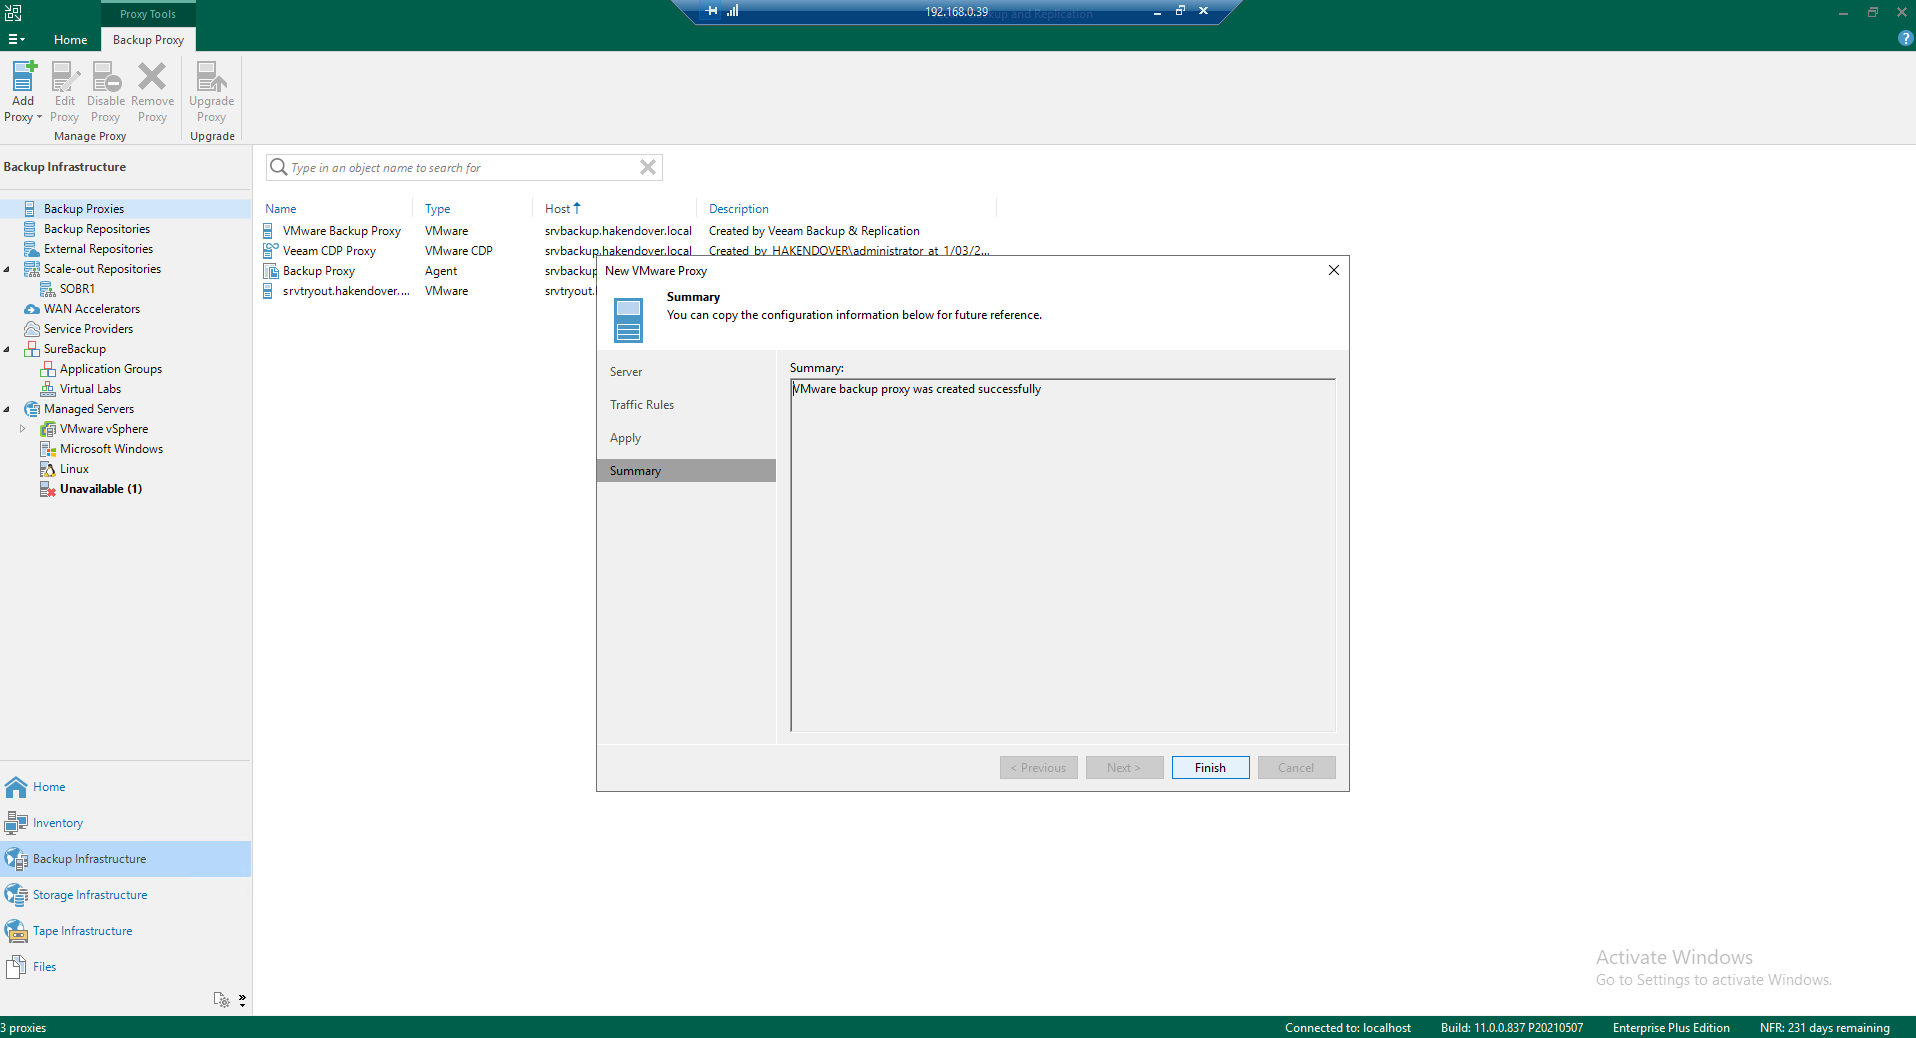 Proxy Tools
192.168.0.39
kup and Replication
Home
Backup Proxy
Add
Proxy
Edit
Proxy
Disable
Proxy
Remove
Proxy
Upgrade
Proxy
Manage Proxy
Upgrade
Backup Infrastructure
Type in an object name to search for
Backup Proxies
Backup Repositories
External Repositories
Scale-out Repositories
SOBR1
WAN Accelerators
Service Providers
SureBackup
Application Groups
Virtual Labs
Managed Servers
VMware vSphere
Microsoft Windows
Linux
Unavailable (1)
Name Type Host Description
VMware Backup Proxy VMware srvbackup.hakendover.local Created by Veeam Backup & Replication
Veeam CDP Proxy VMware CDP srvbackup.hakendover.local Created by HAKENDOVER\administrator at 1/03/2...
Backup Proxy Agent srvbackup
srvtryout.hakendover.... VMware srvtryout.
New VMware Proxy
Summary
You can copy the configuration information below for future reference.
Server
Traffic Rules
Apply
Summary
Summary:
VMware backup proxy was created successfully
< Previous
Next >
Finish
Cancel
Home
Inventory
Backup Infrastructure
Storage Infrastructure
Tape Infrastructure
Files
Activate Windows
Go to Settings to activate Windows.
3 proxies
Connected to: localhost
Build: 11.0.0.837 P20210507
Enterprise Plus Edition
NFR: 231 days remaining